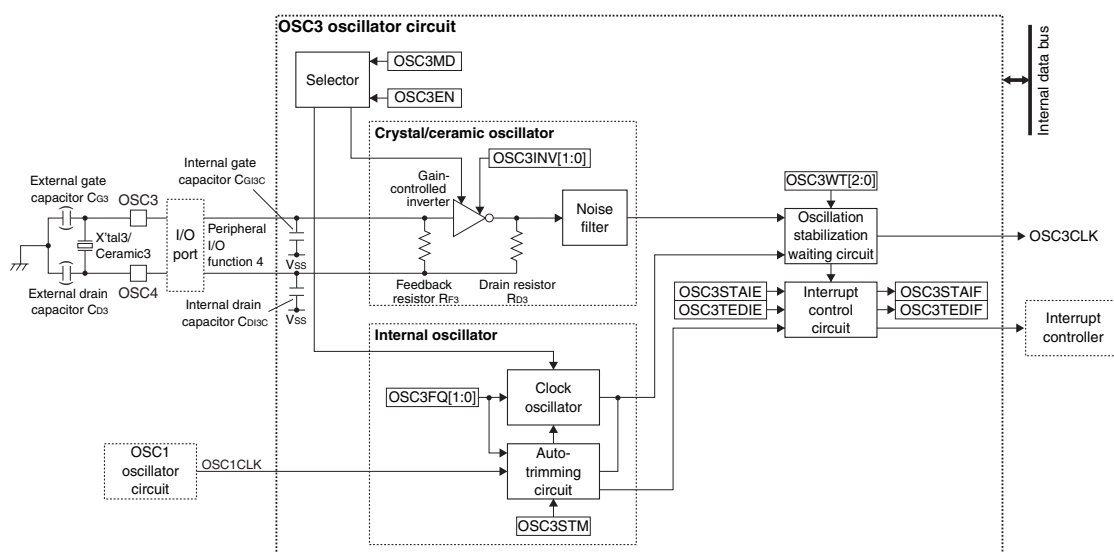 OSC3 oscillator circuit
Selector
OSC3MD
OSC3EN
Internal data bus
Crystal/ceramic oscillator
OSC3INV[1:0]
Gain-
controlled
inverter
Noise
filter
Feedback
resistor RF3
Drain resistor
RD3
Internal gate
capacitor CGI3C
External gate
capacitor CG3
OSC3
X'tal3/
Ceramic3
I/O
port
Peripheral
I/O
function 4
VSS
OSC4
External drain
capacitor CD3
Internal drain
capacitor CDI3C
VSS
OSC3WT[2:0]
Oscillation
stabilization
waiting circuit
OSC3CLK
OSC3STAIE
OSC3TEDIE
Interrupt
control
circuit
OSC3STAIF
OSC3TEDIF
Interrupt
controller
Internal oscillator
OSC3FQ[1:0]
Clock
oscillator
OSC1
oscillator
circuit
OSC1CLK
Auto-
trimming
circuit
OSC3STM